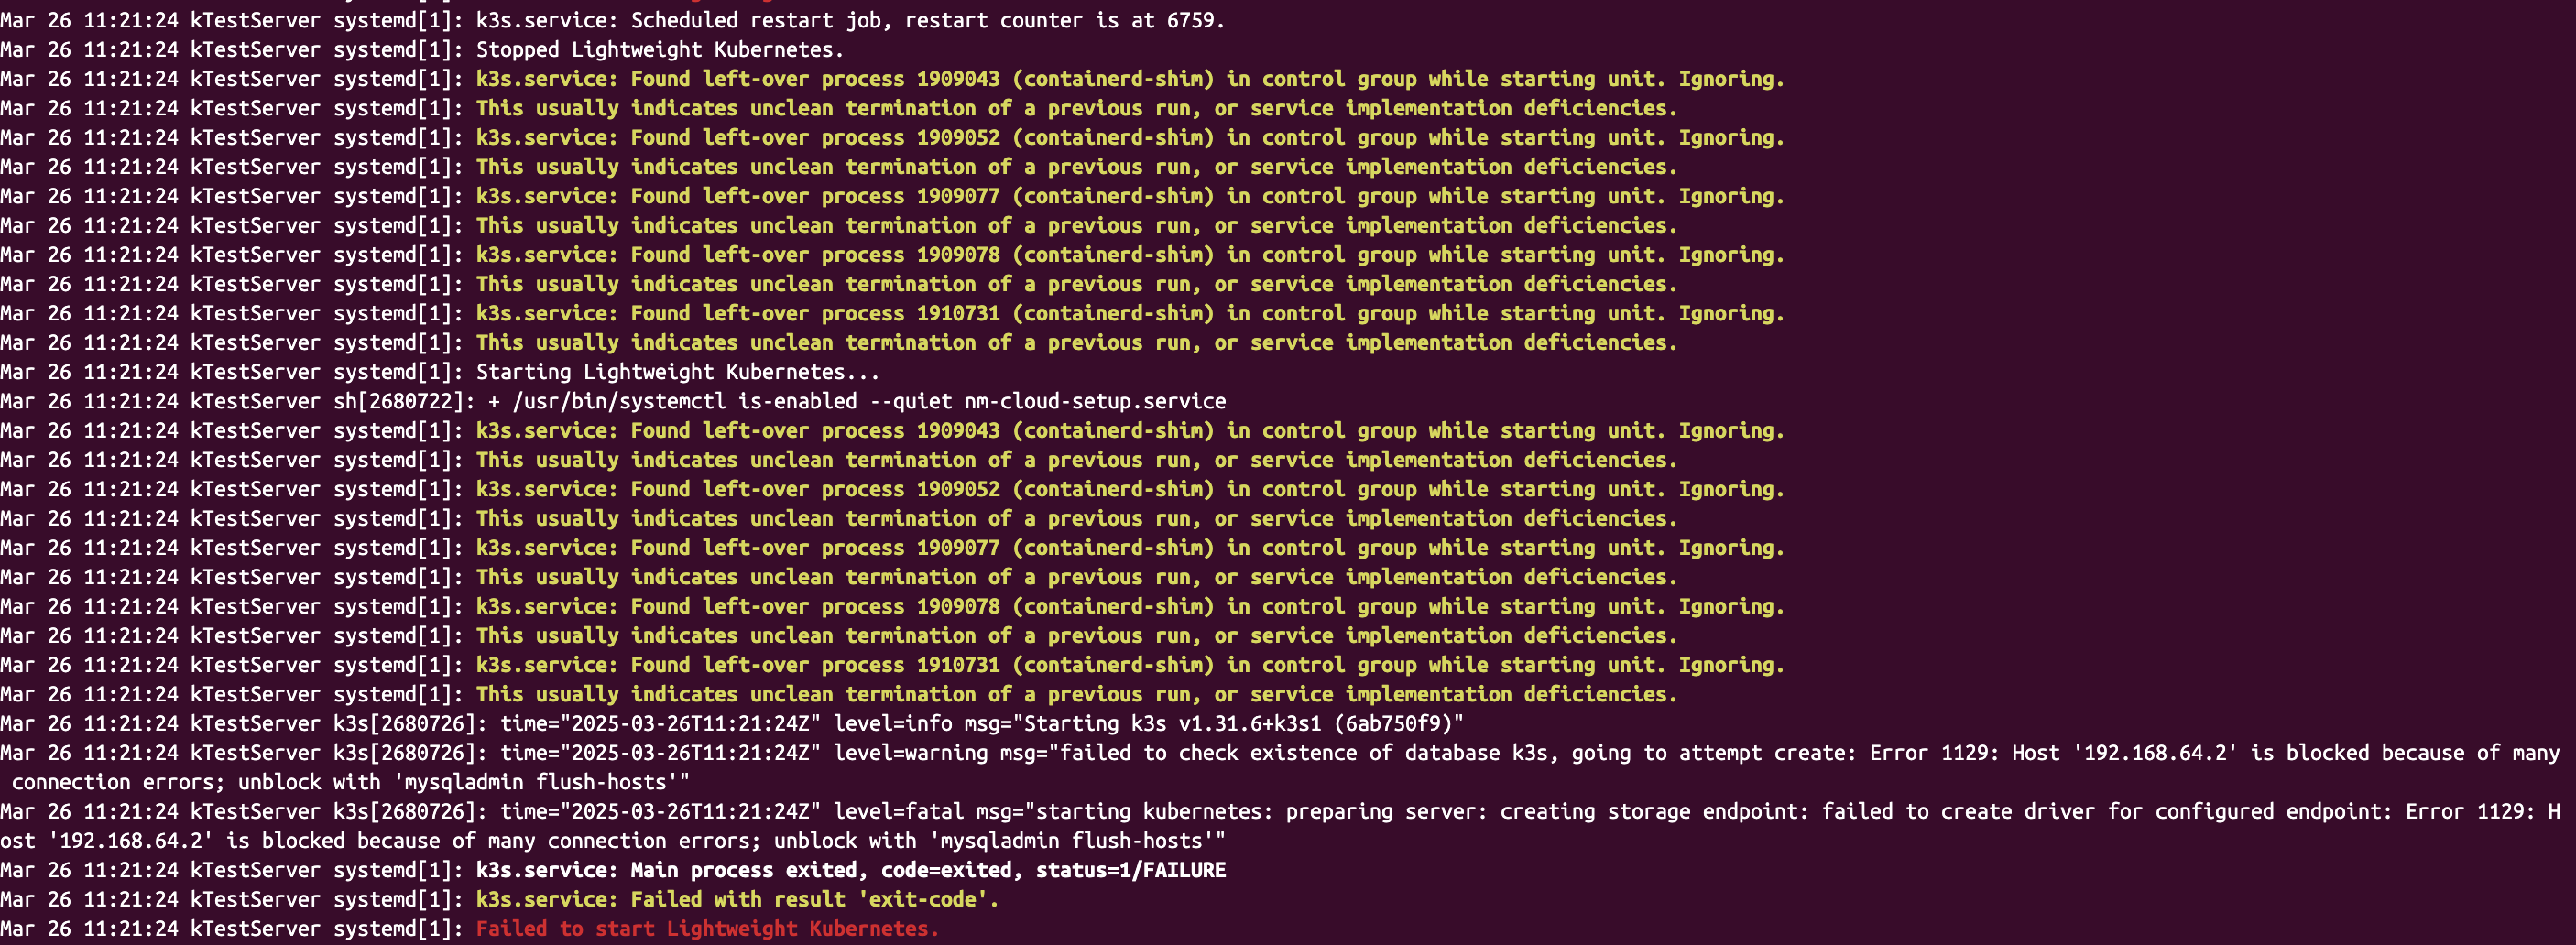 Mar 26 11:21:24 kTestServer systemd[1]: k3s.service: Scheduled restart job, restart counter is at 6759.
Mar 26 11:21:24 kTestServer systemd[1]: Stopped Lightweight Kubernetes.
Mar 26 11:21:24 kTestServer systemd[1]: k3s.service: Found left-over process 1909043 (containerd-shim) in control group while starting unit. Ignoring.
Mar 26 11:21:24 kTestServer systemd[1]: This usually indicates unclean termination of a previous run, or service implementation deficiencies.
Mar 26 11:21:24 kTestServer systemd[1]: k3s.service: Found left-over process 1909052 (containerd-shim) in control group while starting unit. Ignoring.
Mar 26 11:21:24 kTestServer systemd[1]: This usually indicates unclean termination of a previous run, or service implementation deficiencies.
Mar 26 11:21:24 kTestServer systemd[1]: k3s.service: Found left-over process 1909077 (containerd-shim) in control group while starting unit. Ignoring.
Mar 26 11:21:24 kTestServer systemd[1]: This usually indicates unclean termination of a previous run, or service implementation deficiencies.
Mar 26 11:21:24 kTestServer systemd[1]: k3s.service: Found left-over process 1909078 (containerd-shim) in control group while starting unit. Ignoring.
Mar 26 11:21:24 kTestServer systemd[1]: This usually indicates unclean termination of a previous run, or service implementation deficiencies.
Mar 26 11:21:24 kTestServer systemd[1]: k3s.service: Found left-over process 1910731 (containerd-shim) in control group while starting unit. Ignoring.
Mar 26 11:21:24 kTestServer systemd[1]: This usually indicates unclean termination of a previous run, or service implementation deficiencies.
Mar 26 11:21:24 kTestServer systemd[1]: Starting Lightweight Kubernetes...
Mar 26 11:21:24 kTestServer sh[2680722]: + /usr/bin/systemctl is-enabled --quiet nm-cloud-setup.service
Mar 26 11:21:24 kTestServer systemd[1]: k3s.service: Found left-over process 1909043 (containerd-shim) in control group while starting unit. Ignoring.
Mar 26 11:21:24 kTestServer systemd[1]: This usually indicates unclean termination of a previous run, or service implementation deficiencies.
Mar 26 11:21:24 kTestServer systemd[1]: k3s.service: Found left-over process 1909052 (containerd-shim) in control group while starting unit. Ignoring.
Mar 26 11:21:24 kTestServer systemd[1]: This usually indicates unclean termination of a previous run, or service implementation deficiencies.
Mar 26 11:21:24 kTestServer systemd[1]: k3s.service: Found left-over process 1909077 (containerd-shim) in control group while starting unit. Ignoring.
Mar 26 11:21:24 kTestServer systemd[1]: This usually indicates unclean termination of a previous run, or service implementation deficiencies.
Mar 26 11:21:24 kTestServer systemd[1]: k3s.service: Found left-over process 1909078 (containerd-shim) in control group while starting unit. Ignoring.
Mar 26 11:21:24 kTestServer systemd[1]: This usually indicates unclean termination of a previous run, or service implementation deficiencies.
Mar 26 11:21:24 kTestServer systemd[1]: k3s.service: Found left-over process 1910731 (containerd-shim) in control group while starting unit. Ignoring.
Mar 26 11:21:24 kTestServer systemd[1]: This usually indicates unclean termination of a previous run, or service implementation deficiencies.
Mar 26 11:21:24 kTestServer k3s[2680726]: time="2025-03-26T11:21:24Z" level=info msg="Starting k3s v1.31.6+k3s1 (6ab750f9)"
Mar 26 11:21:24 kTestServer k3s[2680726]: time="2025-03-26T11:21:24Z" level=warning msg="failed to check existence of database k3s, going to attempt create: Error 1129: Host '192.168.64.2' is blocked because of many
 connection errors; unblock with 'mysqladmin flush-hosts'"
Mar 26 11:21:24 kTestServer k3s[2680726]: time="2025-03-26T11:21:24Z" level=fatal msg="starting kubernetes: preparing server: creating storage endpoint: failed to create driver for configured endpoint: Error 1129: H
ost '192.168.64.2' is blocked because of many connection errors; unblock with 'mysqladmin flush-hosts'"
Mar 26 11:21:24 kTestServer systemd[1]: k3s.service: Main process exited, code=exited, status=1/FAILURE
Mar 26 11:21:24 kTestServer systemd[1]: k3s.service: Failed with result 'exit-code'.
Mar 26 11:21:24 kTestServer systemd[1]: Failed to start Lightweight Kubernetes.